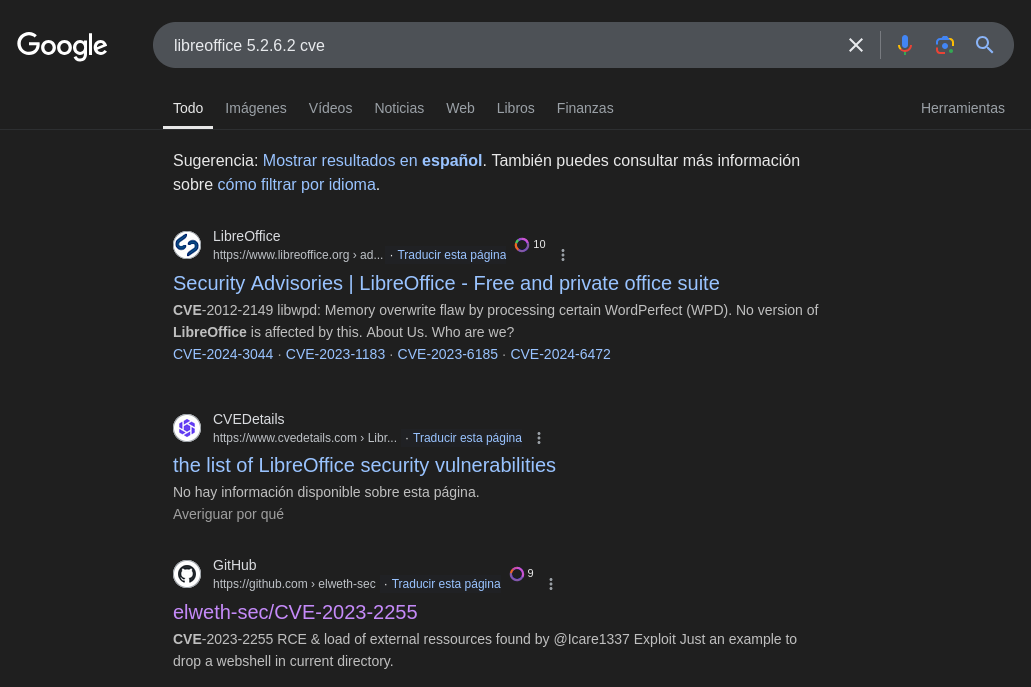 Google
libreoffice 5.2.6.2 cve
Todo Imágenes Vídeos Noticias Web Libros Finanzas Herramientas
Sugerencia: Mostrar resultados en español. También puedes consultar más información
sobre cómo filtrar por idioma.
LibreOffice
https://www.libreoffice.org › ad... · Traducir esta página 10
Security Advisories | LibreOffice - Free and private office suite
CVE-2012-2149 libwpd: Memory overwrite flaw by processing certain WordPerfect (WPD). No version of
LibreOffice is affected by this. About Us. Who are we?
CVE-2024-3044 · CVE-2023-1183 · CVE-2023-6185 · CVE-2024-6472
CVEDetails
https://www.cvedetails.com › Libr... · Traducir esta página
the list of LibreOffice security vulnerabilities
No hay información disponible sobre esta página.
Averiguar por qué
GitHub
https://github.com › elweth-sec · Traducir esta página 9
elweth-sec/CVE-2023-2255
CVE-2023-2255 RCE & load of external ressources found by @Icare1337 Exploit Just an example to
drop a webshell in current directory.